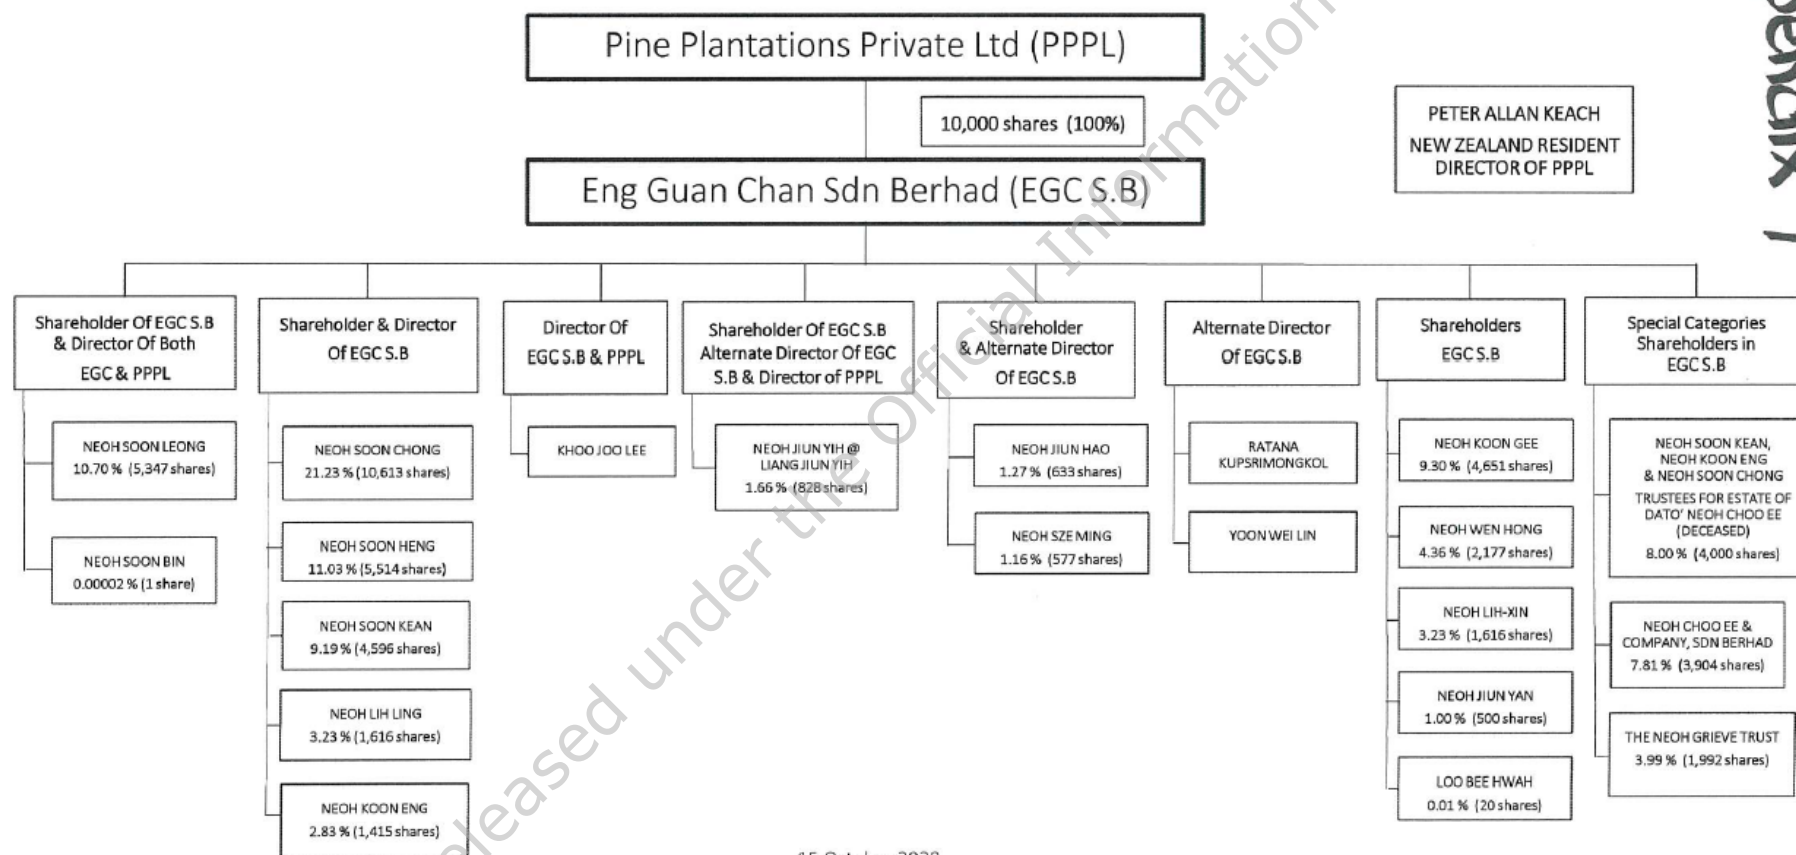 Pine Plantations Private Ltd (PPPL)
10,000 shares (100%)
PETER ALLAN KEACH
NEW ZEALAND RESIDENT
DIRECTOR OF PPPL
Eng Guan Chan Sdn Berhad (EGC S.B)
Shareholder Of EGC S.B
& Director Of Both
EGC & PPPL
NEOH SOON LEONG
10.70 % (5,347 shares)
NEOH SOON BIN
0.00002 % (1 share)
Shareholder & Director
Of EGC S.B
NEOH SOON CHONG
21.23 % (10,613 shares)
NEOH SOON HENG
11.03 % (5,514 shares)
NEOH SOON KEAN
9.19 % (4,596 shares)
NEOH LIH LING
3.23 % (1,616 shares)
NEOH KOON ENG
2.83 % (1,415 shares)
Director Of
EGC S.B & PPPL
KHOO JOO LEE
Shareholder Of EGC S.B
Alternate Director Of EGC
S.B & Director of PPPL
NEOH JIUN YIH @
LIANG JIUN YIH
1.66 % (828 shares)
Shareholder
& Alternate Director
Of EGC S.B
NEOH JIUN HAO
1.27 % (633 shares)
NEOH SZE MING
1.16 % (577 shares)
Alternate Director
Of EGC S.B
RATANA
KUPSRIMONGKOL
YOON WEI LIN
Shareholders
EGC S.B
NEOH KOON GEE
9.30 % (4,651 shares)
NEOH WEN HONG
4.36 % (2,177 shares)
NEOH LIH-XIN
3.23 % (1,616 shares)
NEOH JIUN YAN
1.00 % (500 shares)
LOO BEE HWAH
0.01 % (20 shares)
Special Categories
Shareholders in
EGC S.B
NEOH SOON KEAN,
NEOH KOON ENG
& NEOH SOON CHONG
TRUSTEES FOR ESTATE OF
DATO' NEOH CHOO EE
(DECEASED)
8.00 % (4,000 shares)
NEOH CHOO EE &
COMPANY, SDN BERHAD
7.81 % (3,904 shares)
THE NEOH GRIEVE TRUST
3.99 % (1,992 shares)
eleased under the Official Information